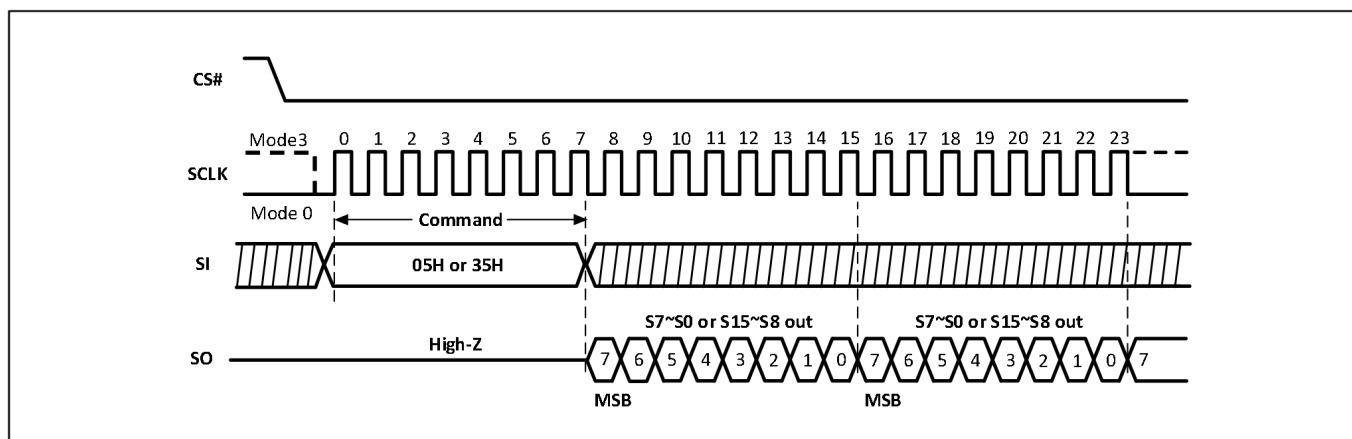 CS#
Mode3
0 1 2 3 4 5 6 7 8 9 10 11 12 13 14 15 16 17 18 19 20 21 22 23
SCLK
Mode 0
Command
SI
05H or 35H
S7~S0 or S15~S8 out S7~S0 or S15~S8 out
High-Z
SO
7 6 5 4 3 2 1 0 7 6 5 4 3 2 1 0 7
MSB MSB